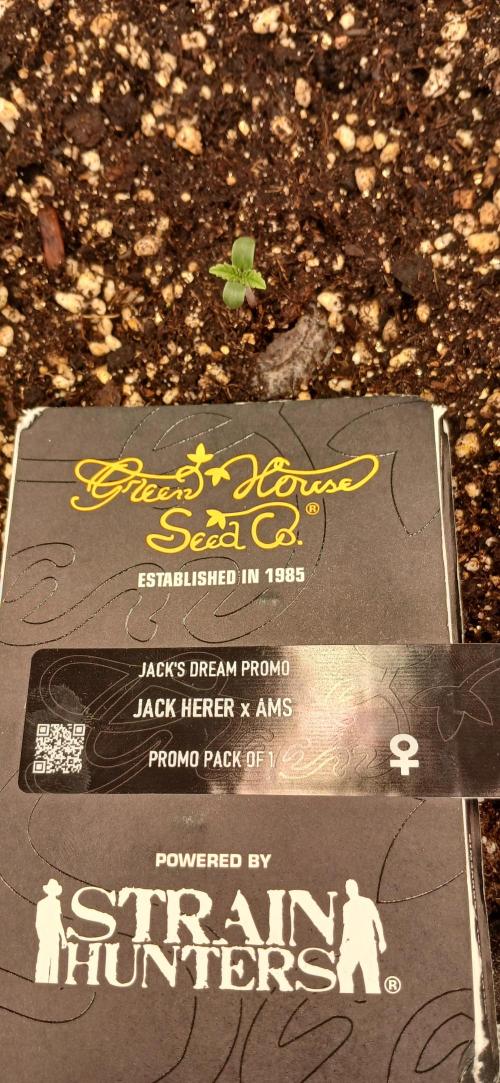 Green House
Seed Co.®
ESTABLISHED IN 1985
JACK'S DREAM PROMO
JACK HERER x AMS
PROMO PACK OF 1
POWERED BY
STRAIN
HUNTERS®